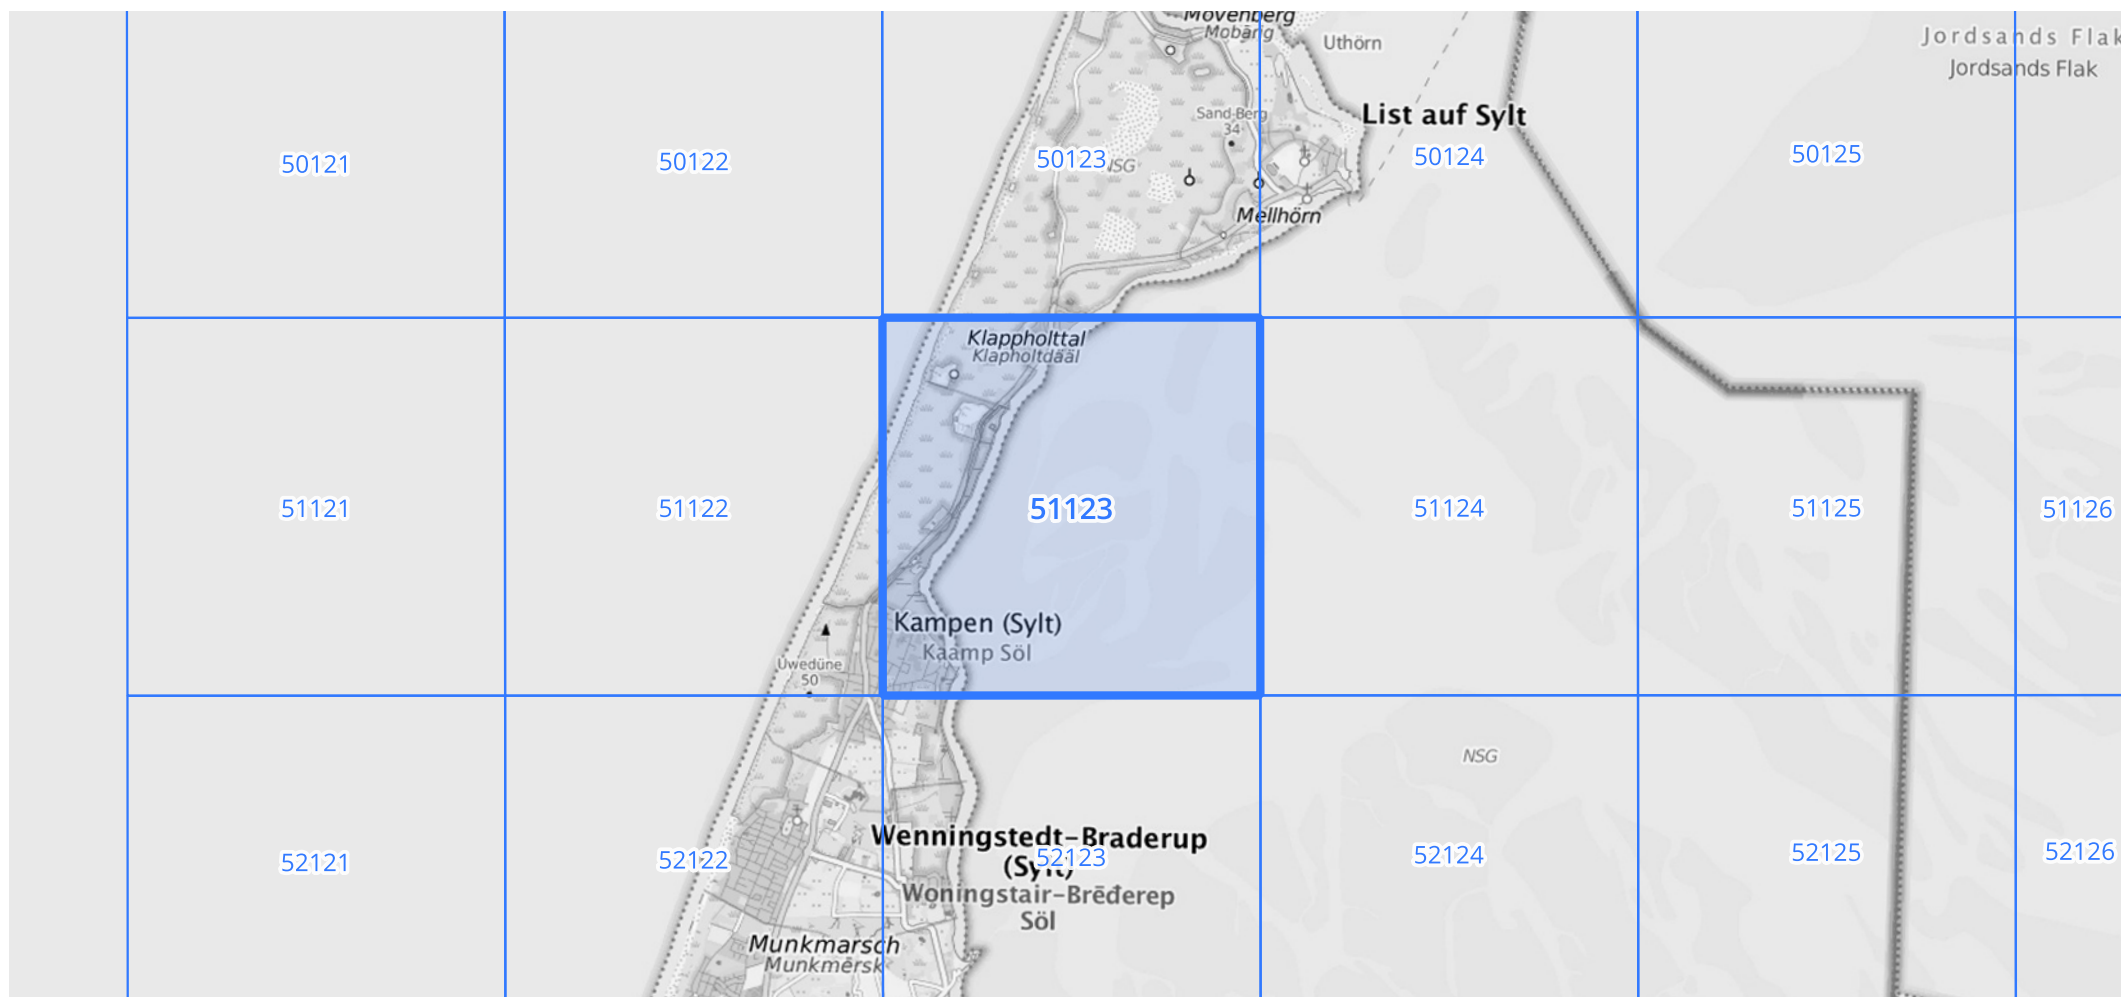 Mövenberg
Mobärig
Uthörn
Jordsands Flak
Jordsands Flak
List auf Sylt
Sand-Berg
34
NSG
50121
50122
50123
50124
50125
Mellhörn
Klappholttal
Klapholtdääl
51121
51122
51123
51124
51125
51126
Kampen (Sylt)
Kaamp Söl
Uwedüne
50
NSG
Wenningstedt-Braderup
(Sylt)
52121
52122
52123
52124
52125
52126
Woningstair-Brēđerep
Söl
Munkmarsch
Munkmērsk